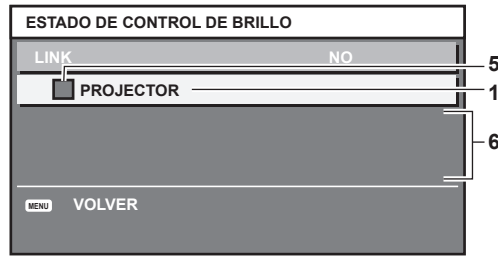 ESTADO DE CONTROL DE BRILLO
LINK NO
5
PROJECTOR 1
6
MENU VOLVER